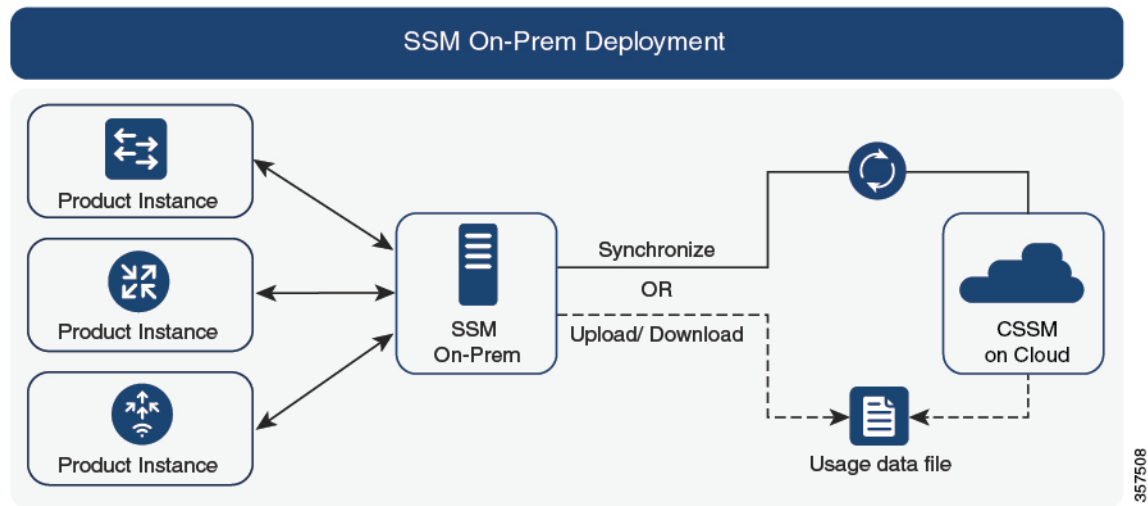 SSM On-Prem Deployment
Product Instance
Product Instance
Product Instance
SSM
On-Prem
Synchronize
OR
Upload/ Download
CSSM
on Cloud
Usage data file
357508